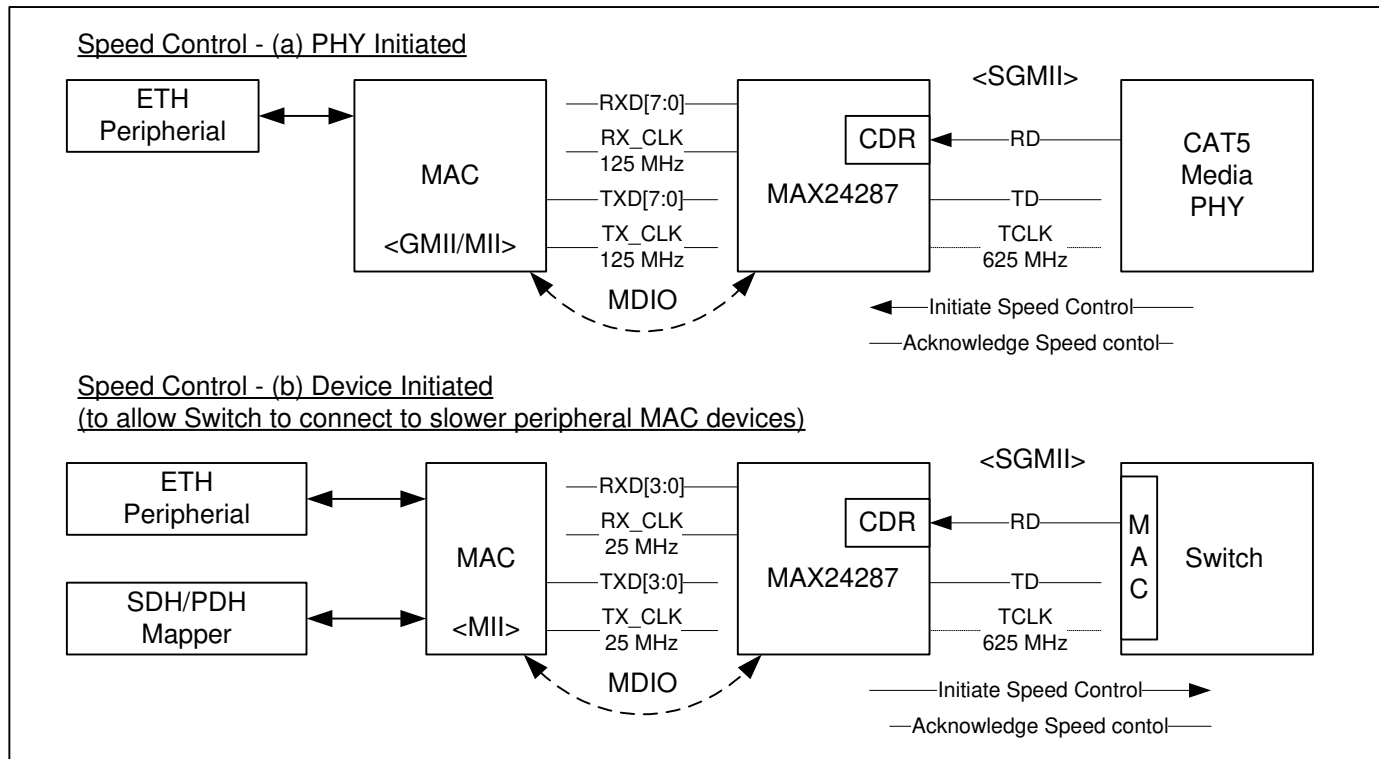 Speed Control - (a) PHY Initiated
<SGMII>
ETH
Peripherial
MAC
<GMII/MII>
RXD[7:0]
RX_CLK
125 MHz
TXD[7:0]
TX_CLK
125 MHz
MDIO
CDR
MAX24287
RD
TD
TCLK
625 MHz
CAT5
Media
PHY
Initiate Speed Control
Acknowledge Speed contol
Speed Control - (b) Device Initiated
(to allow Switch to connect to slower peripheral MAC devices)
<SGMII>
ETH
Peripherial
SDH/PDH
Mapper
MAC
<MII>
RXD[3:0]
RX_CLK
25 MHz
TXD[3:0]
TX_CLK
25 MHz
MDIO
CDR
MAX24287
RD
TD
TCLK
625 MHz
M
A
C
Switch
Initiate Speed Control
Acknowledge Speed contol